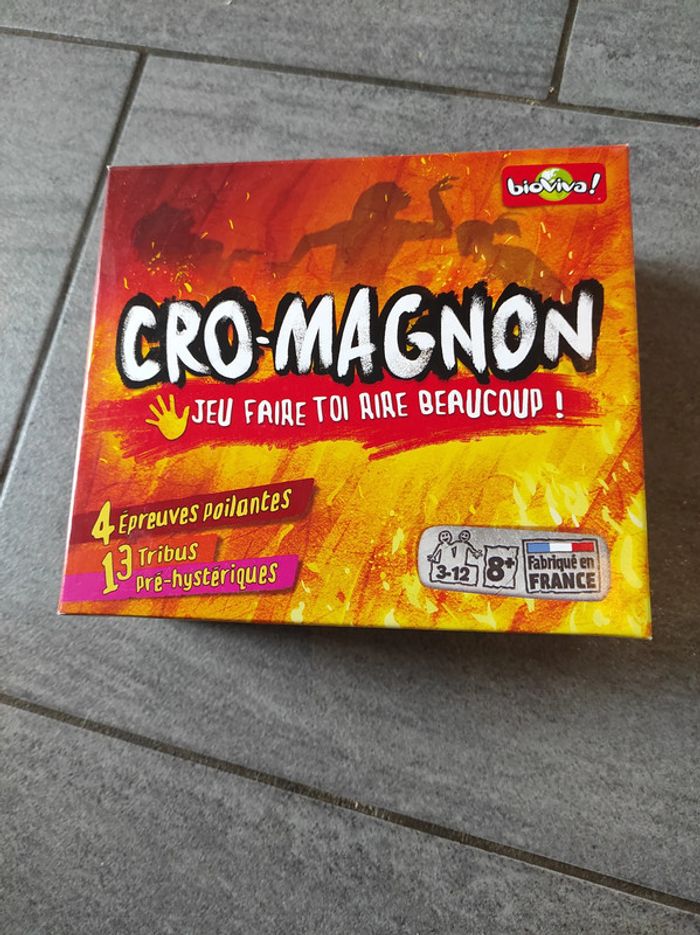 bioviva!
CRO-MAGNON
JEU FAIRE TOI RIRE BEAUCOUP !
4 Épreuves poilantes
13 Tribus
pré-hystériques
3-12
8+
Fabriqué en
FRANCE